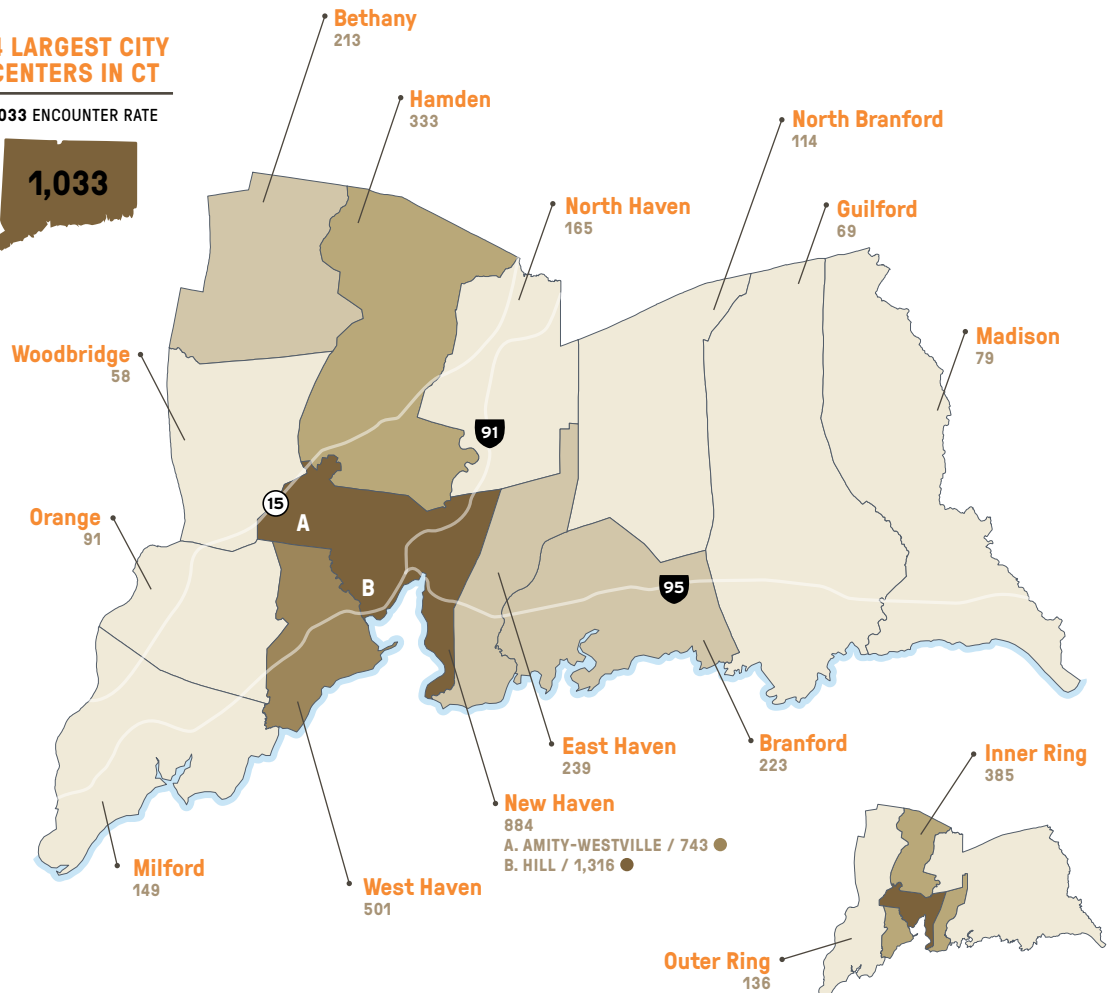 LARGEST CITY
CENTERS IN CT
033 ENCOUNTER RATE
1,033
Bethany
213
Hamden
333
North Branford
114
North Haven
165
Guilford
69
Madison
79
Woodbridge
58
91
15
A
Orange
91
B
95
East Haven
239
Branford
223
Inner Ring
385
New Haven
884
A. AMITY-WESTVILLE / 743
B. HILL / 1,316
Milford
149
West Haven
501
Outer Ring
136